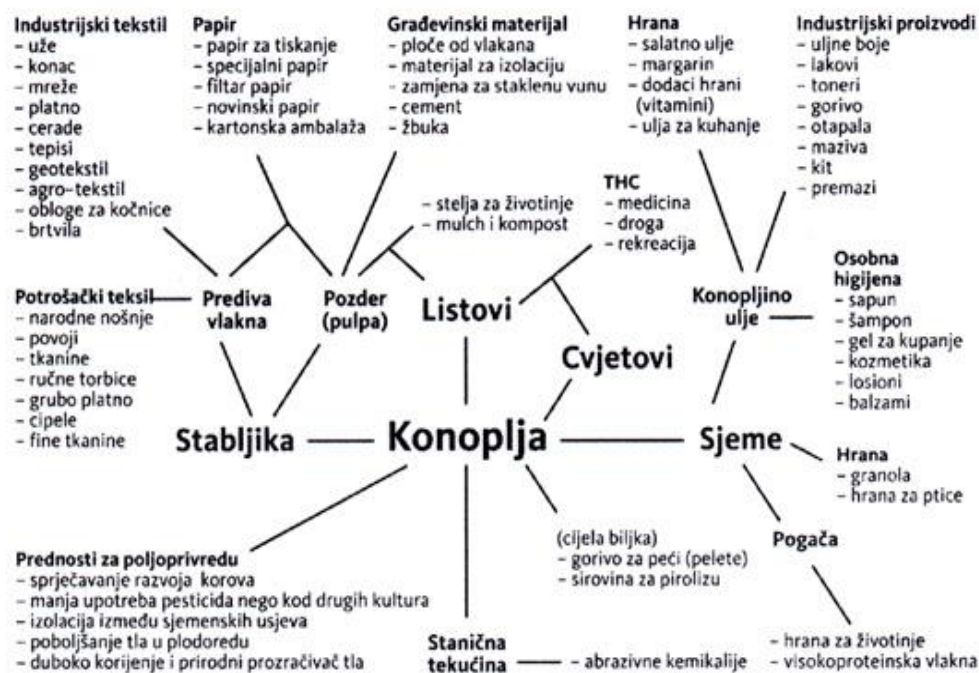 Industrijski tekstil
– uže
– konac
– mreže
– platno
– cerade
– tepisi
– geotekstil
– agro-tekstil
– obloge za kočnice
– brtvila
Papir
– papir za tiskanje
– specijalni papir
– filtar papir
– novinski papir
– kartonska ambalaža
Građevinski materijal
– ploče od vlakana
– materijal za izolaciju
– zamjena za staklenu vunu
– cement
– žbuka
Hrana
– salatno ulje
– margarin
– dodaci hrani
(vitamini)
– ulja za kuhanje
Industrijski proizvodi
– uljne boje
– lakovi
– toneri
– gorivo
– otapala
– maziva
– kit
– premazi
– stelja za životinje
– mulch i kompost
THC
– medicina
– droga
– rekreacija
Potrošački teksil
– narodne nošnje
– povoji
– tkanine
– ručne torbice
– grubo platno
– cipele
– fine tkanine
Prediva
vlakna
Pozder
(pulpa)
Listovi
Cvjetovi
Konopljino
ulje
Osobna
higijena
– sapun
– šampon
– gel za kupanje
– kozmetika
– losioni
– balzami
Stabljika
Konoplja
Sjeme
Hrana
– granola
– hrana za ptice
Prednosti za poljoprivredu
– sprječavanje razvoja korova
– manja upotreba pesticida nego kod drugih kultura
– izolacija između sjemenskih usjeva
– poboljšanje tla u plodoredu
– duboko korijenje i prirodni prozračivač tla
(cijela biljka)
– gorivo za peći (pelete)
– sirovina za pirolizu
Pogača
– hrana za životinje
– visokoproteinska vlakna
Stanična
tekućina
– abrazivne kemikalije